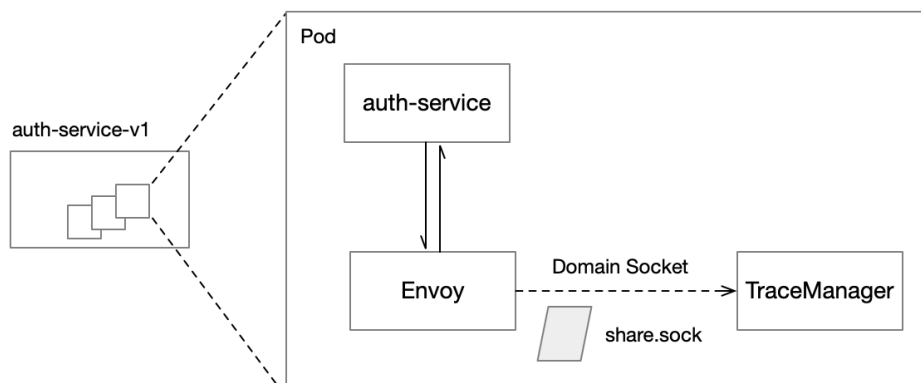 Pod
auth-service
auth-service-v1
Domain Socket
Envoy
TraceManager
share.sock